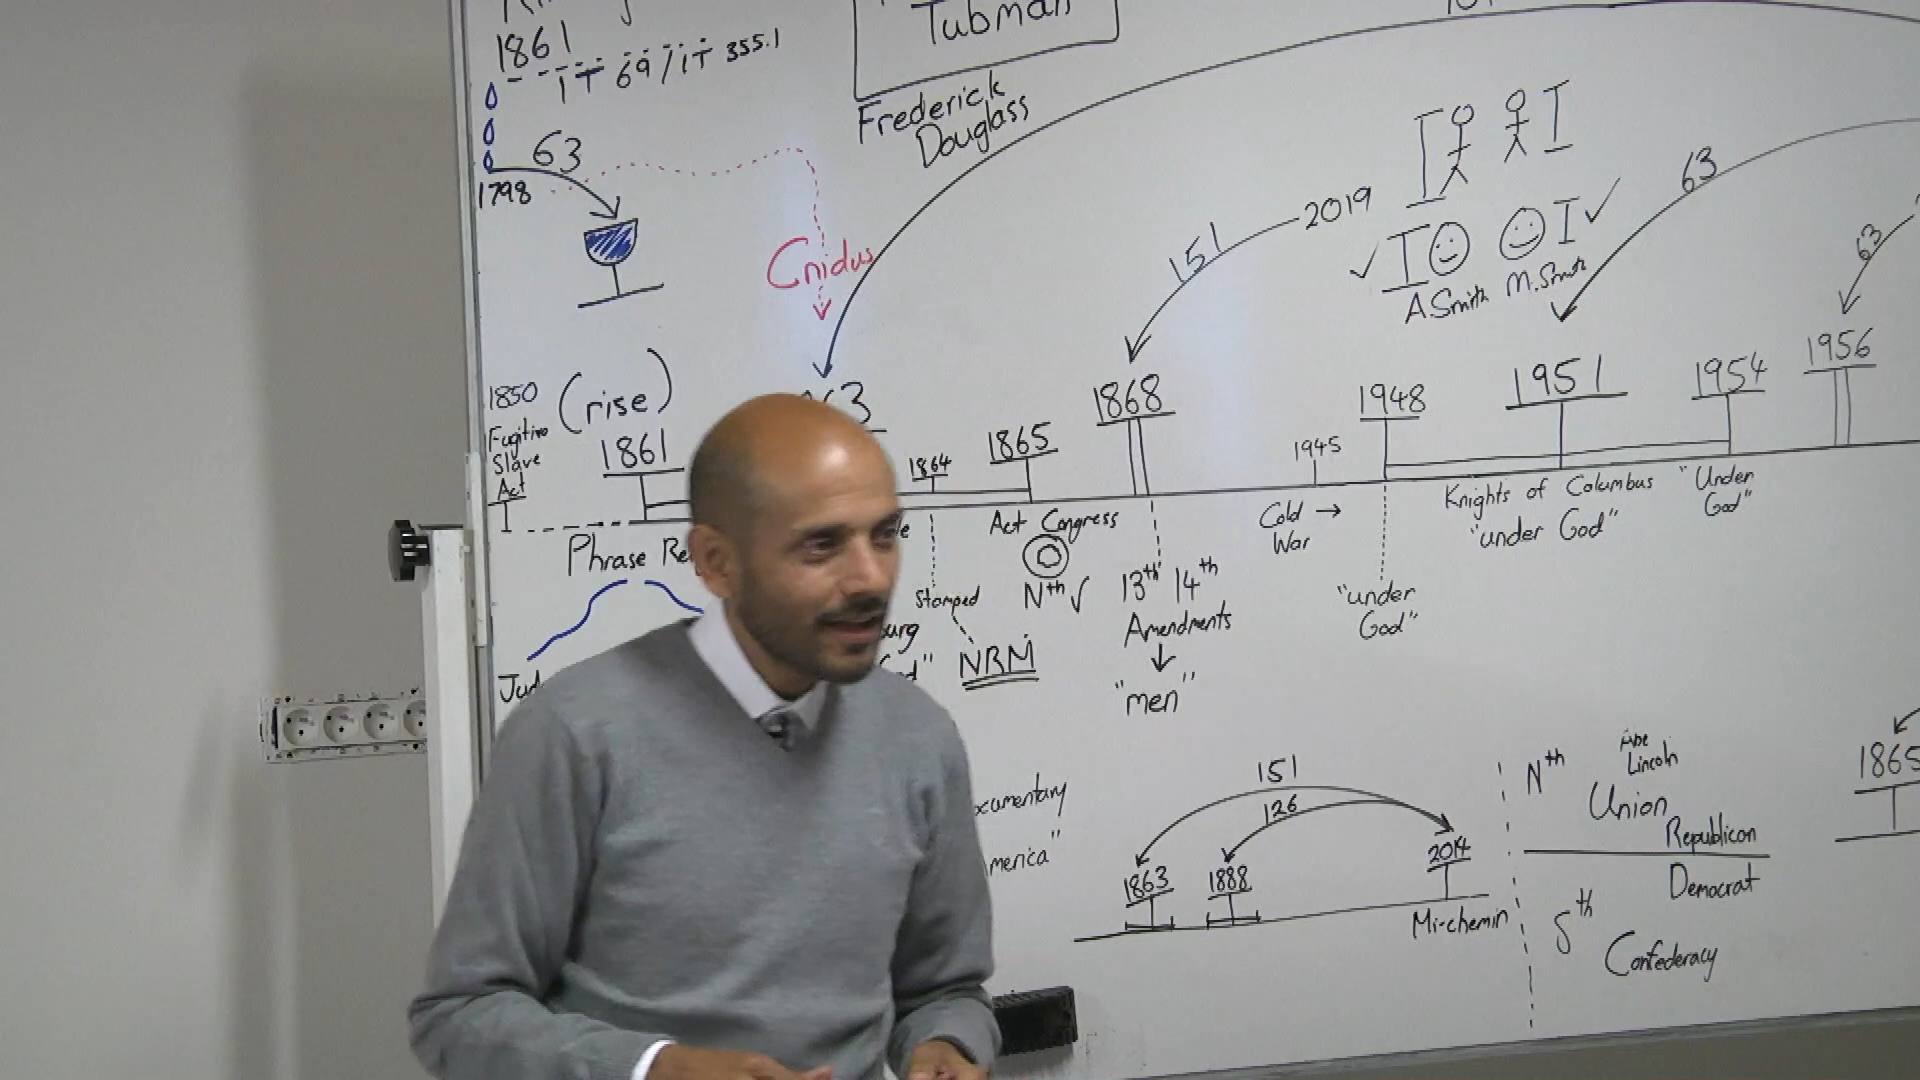 1861
1T 69/1T 355.1
63
1798
Cnidus
Tubman
Frederick
Douglass
151
2019
A.Smith M.Smith
63
63
1850
Fugitive
Slave
Act
(rise)
1861
1864
1865
1868
1945
1948
1951
1954
1956
Phrase
Act Congress
Nth √
Stamped
NRM
13th 14th
Amendments
"men"
Cold →
War
"under
God"
Knights of Columbus
"under God"
"Under
God"
151
126
1863
1888
2014
Mi-chemin
Nth
Abe
Lincoln
Union
Republican
Democrat
Sth
Confederacy
1865